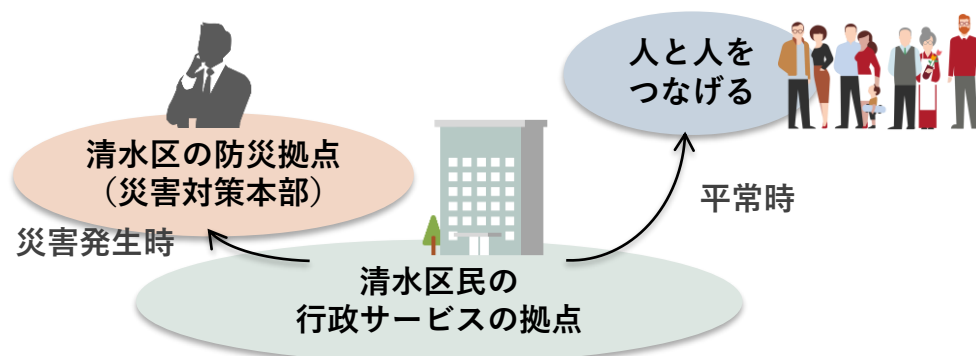 人と人を
つなげる
清水区の防災拠点
（災害対策本部）
平常時
災害発生時
清水区民の
行政サービスの拠点